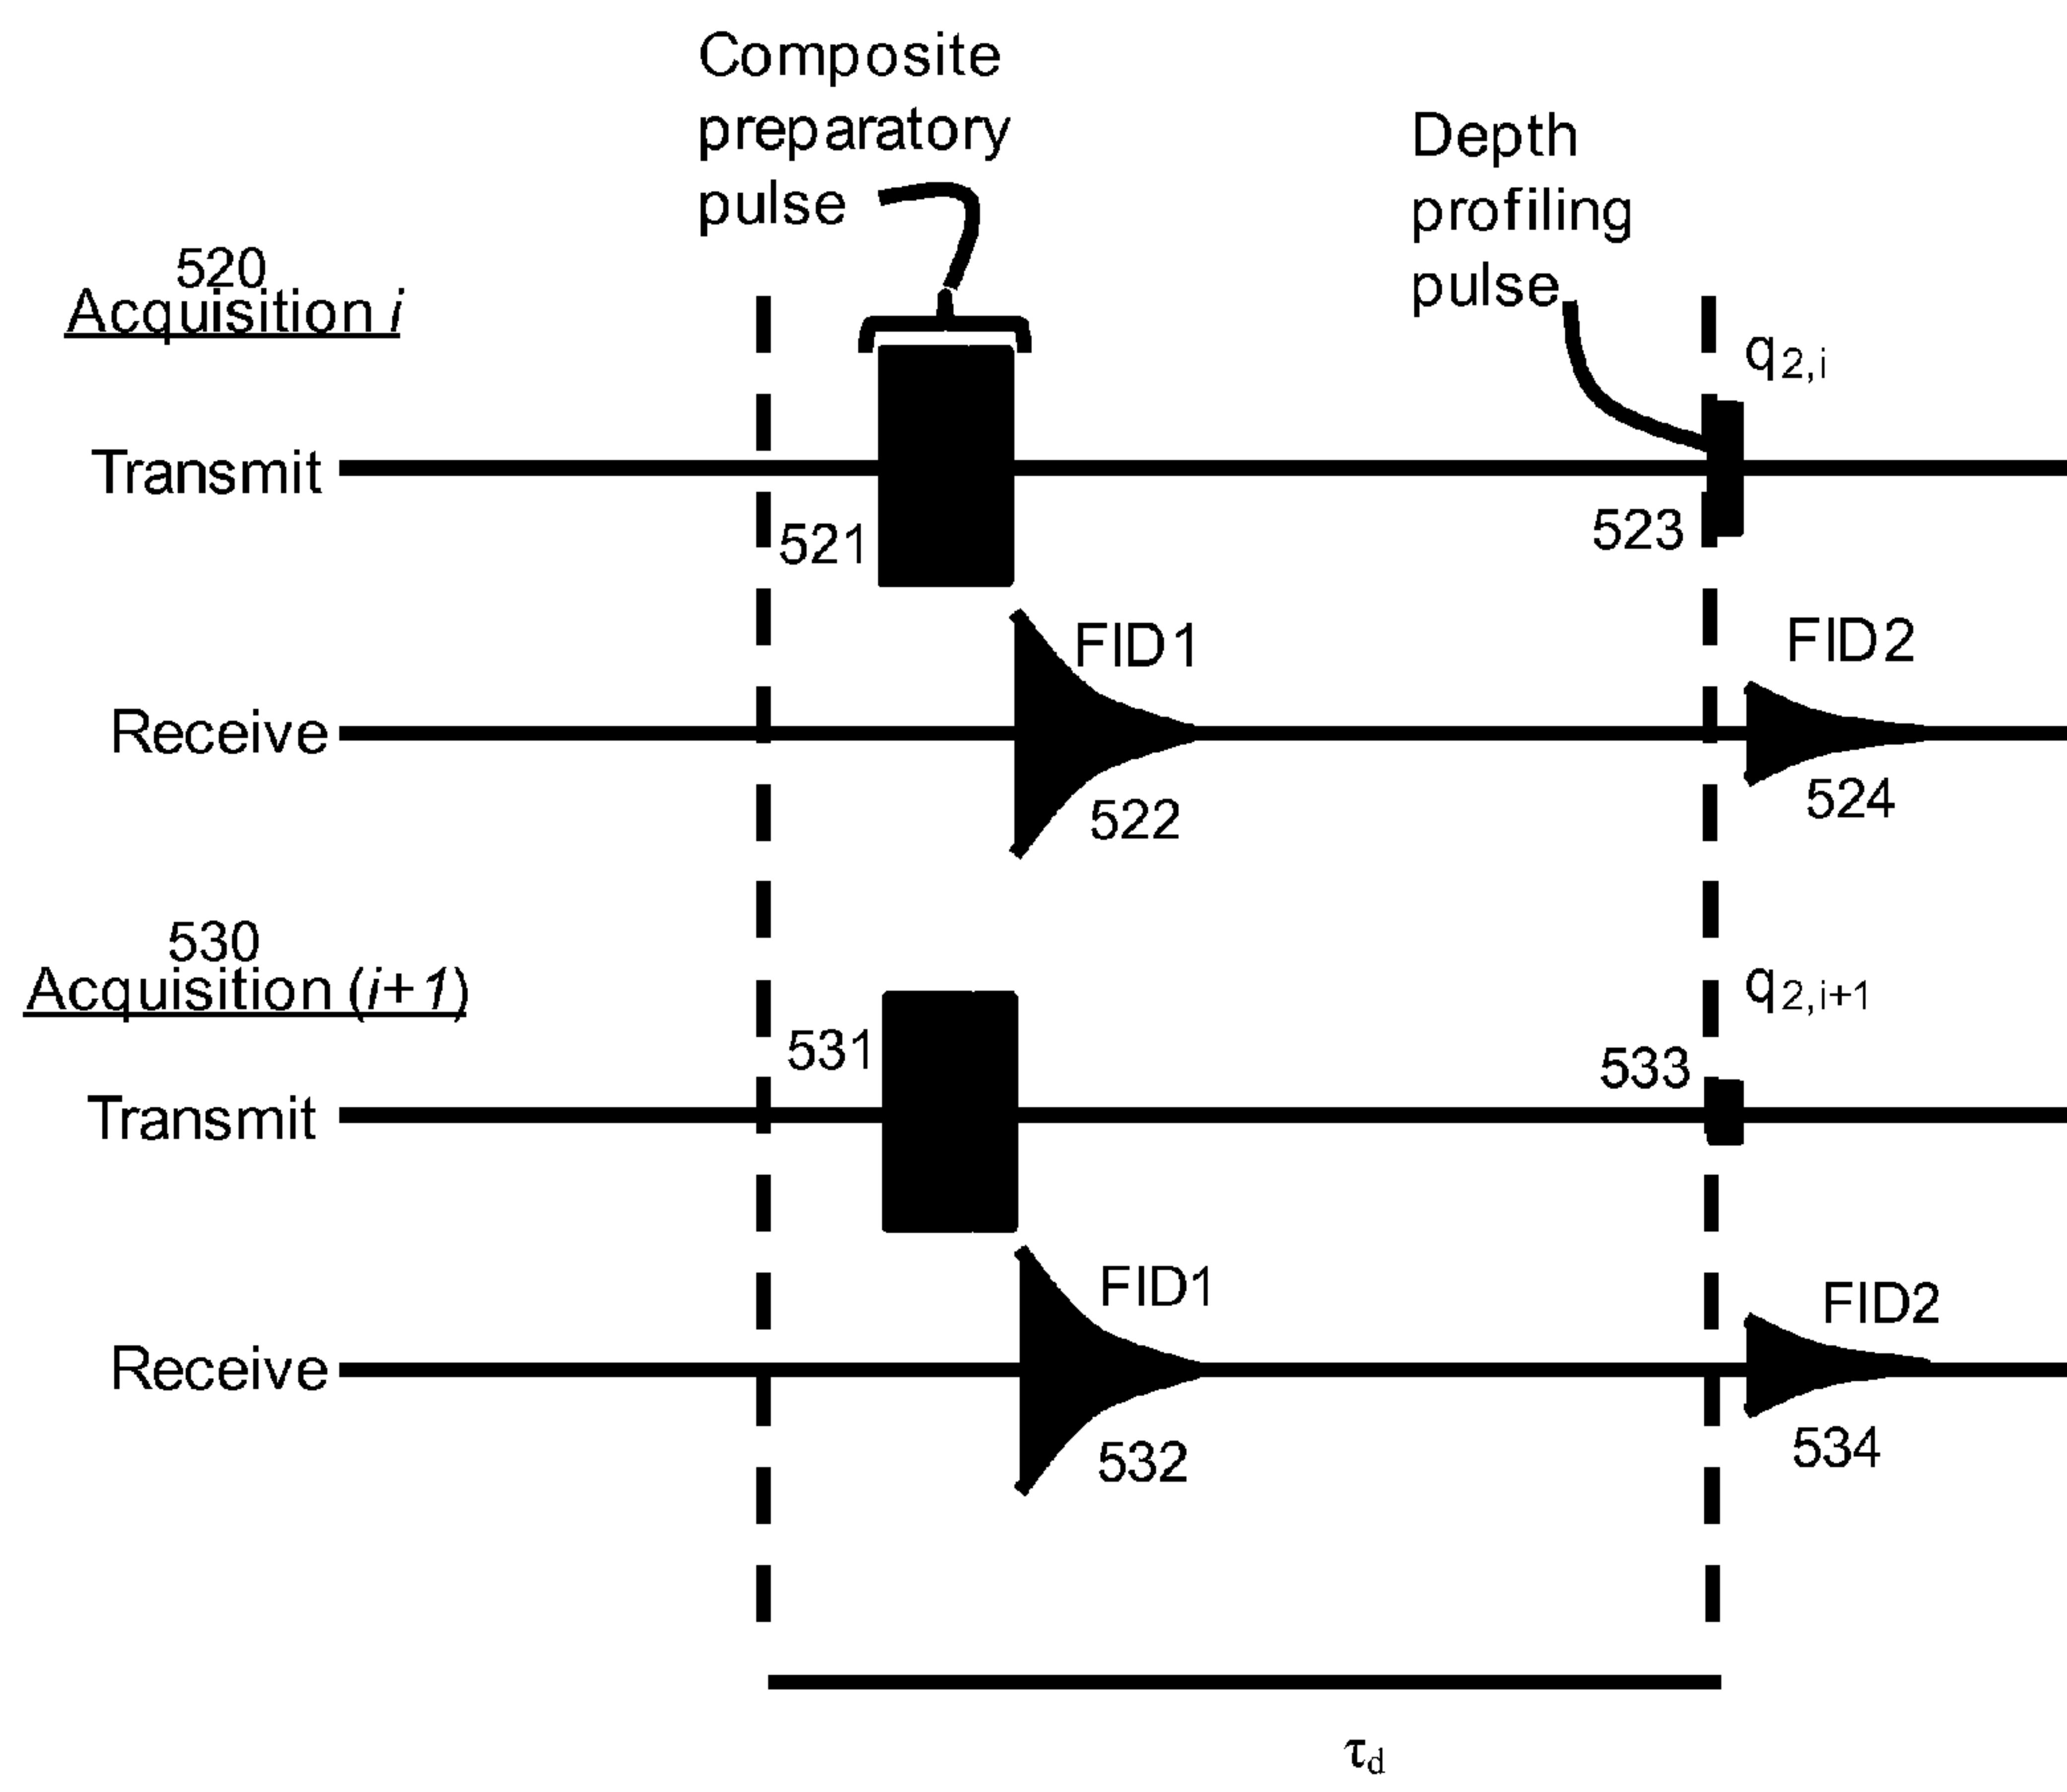 Composite
preparatory
pulse
Depth
profiling
pulse
520
Acquisition i
q2,i
Transmit
521
523
FID1
FID2
Receive
522
524
530
Acquisition (i+1)
q2,i+1
531
533
Transmit
FID1
FID2
Receive
532
534
τd